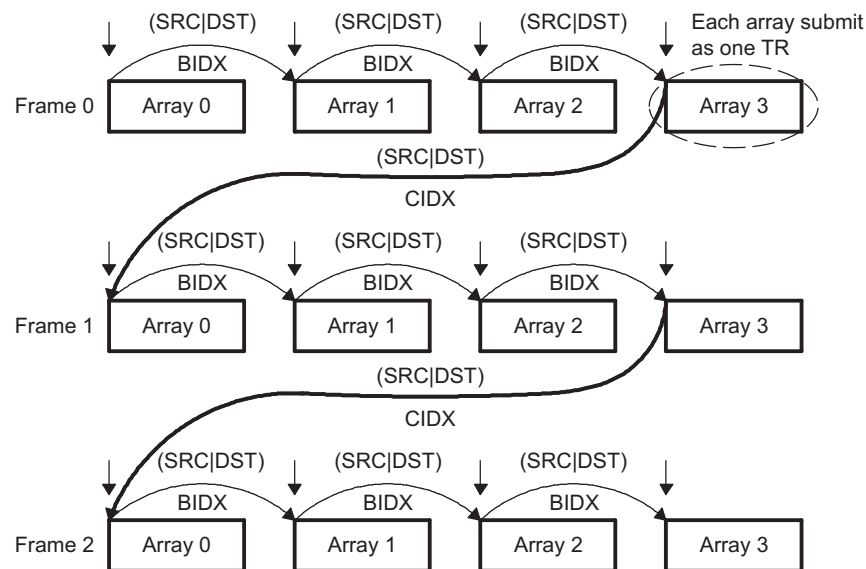 (SRC|DST) (SRC|DST) (SRC|DST) Each array submit
as one TR
BIDX BIDX BIDX
Frame 0 Array 0 Array 1 Array 2 Array 3
(SRC|DST)
CIDX
(SRC|DST) (SRC|DST) (SRC|DST)
BIDX BIDX BIDX
Frame 1 Array 0 Array 1 Array 2 Array 3
(SRC|DST)
CIDX
(SRC|DST) (SRC|DST) (SRC|DST)
BIDX BIDX BIDX
Frame 2 Array 0 Array 1 Array 2 Array 3